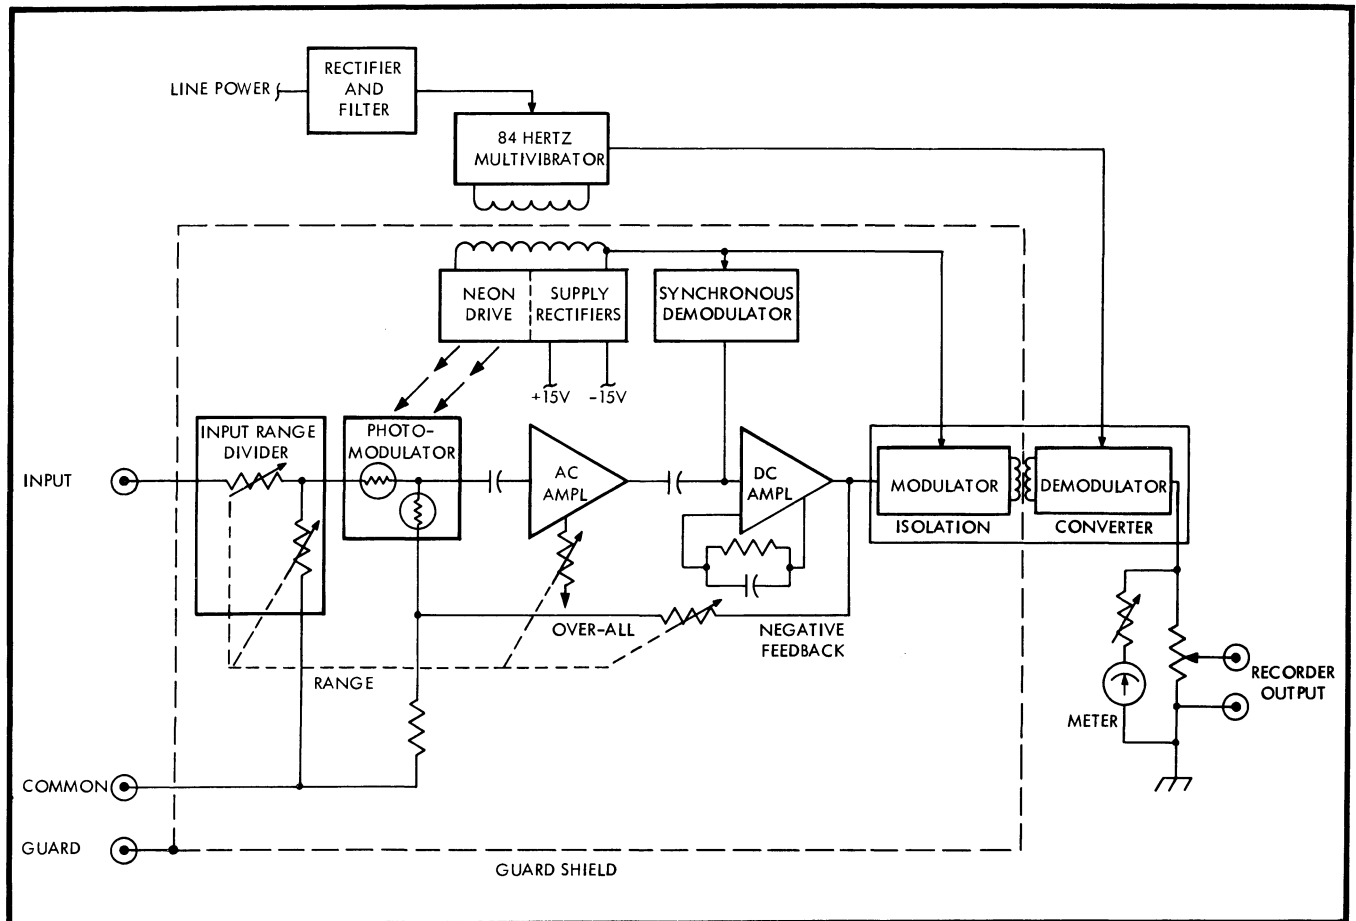 RECTIFIER
AND
FILTER
LINE POWER
84 HERTZ
MULTIVIBRATOR
NEON
DRIVE
SUPPLY
RECTIFIERS
SYNCHRONOUS
DEMODULATOR
+15V
-15V
INPUT RANGE
DIVIDER
PHOTO-
MODULATOR
INPUT
AC
AMPL
DC
AMPL
MODULATOR
DEMODULATOR
ISOLATION
CONVERTER
OVER-ALL
NEGATIVE
FEEDBACK
RANGE
RECORDER
OUTPUT
METER
COMMON
GUARD
GUARD SHIELD